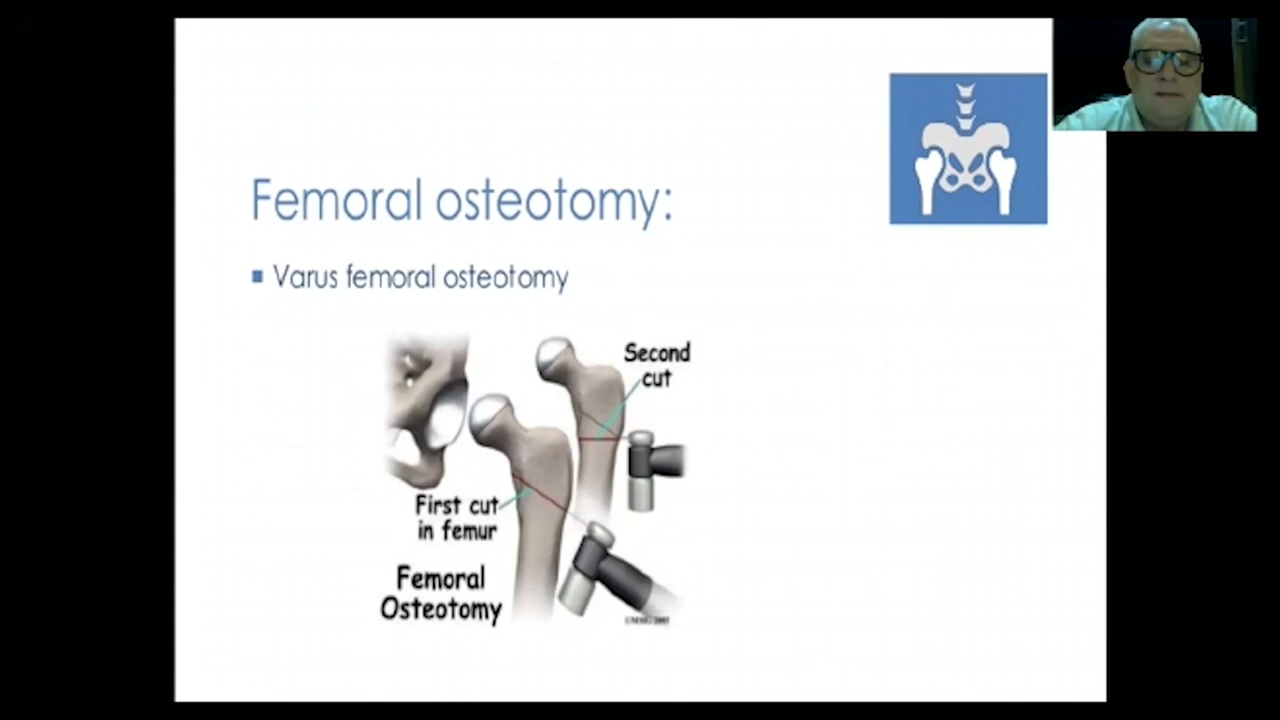 Femoral osteotomy:
Varus femoral osteotomy
Second
cut
First cut
in femur
Femoral
Osteotomy